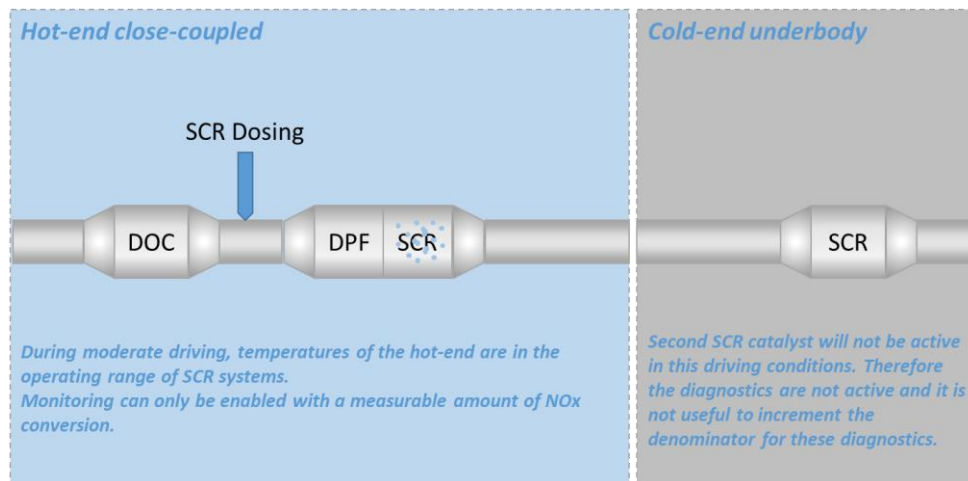 Hot-end close-coupled
Cold-end underbody
SCR Dosing
DOC
DPF
SCR
SCR
During moderate driving, temperatures of the hot-end are in the
operating range of SCR systems.
Monitoring can only be enabled with a measurable amount of NOx
conversion.
Second SCR catalyst will not be active
in this driving conditions. Therefore
the diagnostics are not active and it is
not useful to increment the
denominator for these diagnostics.